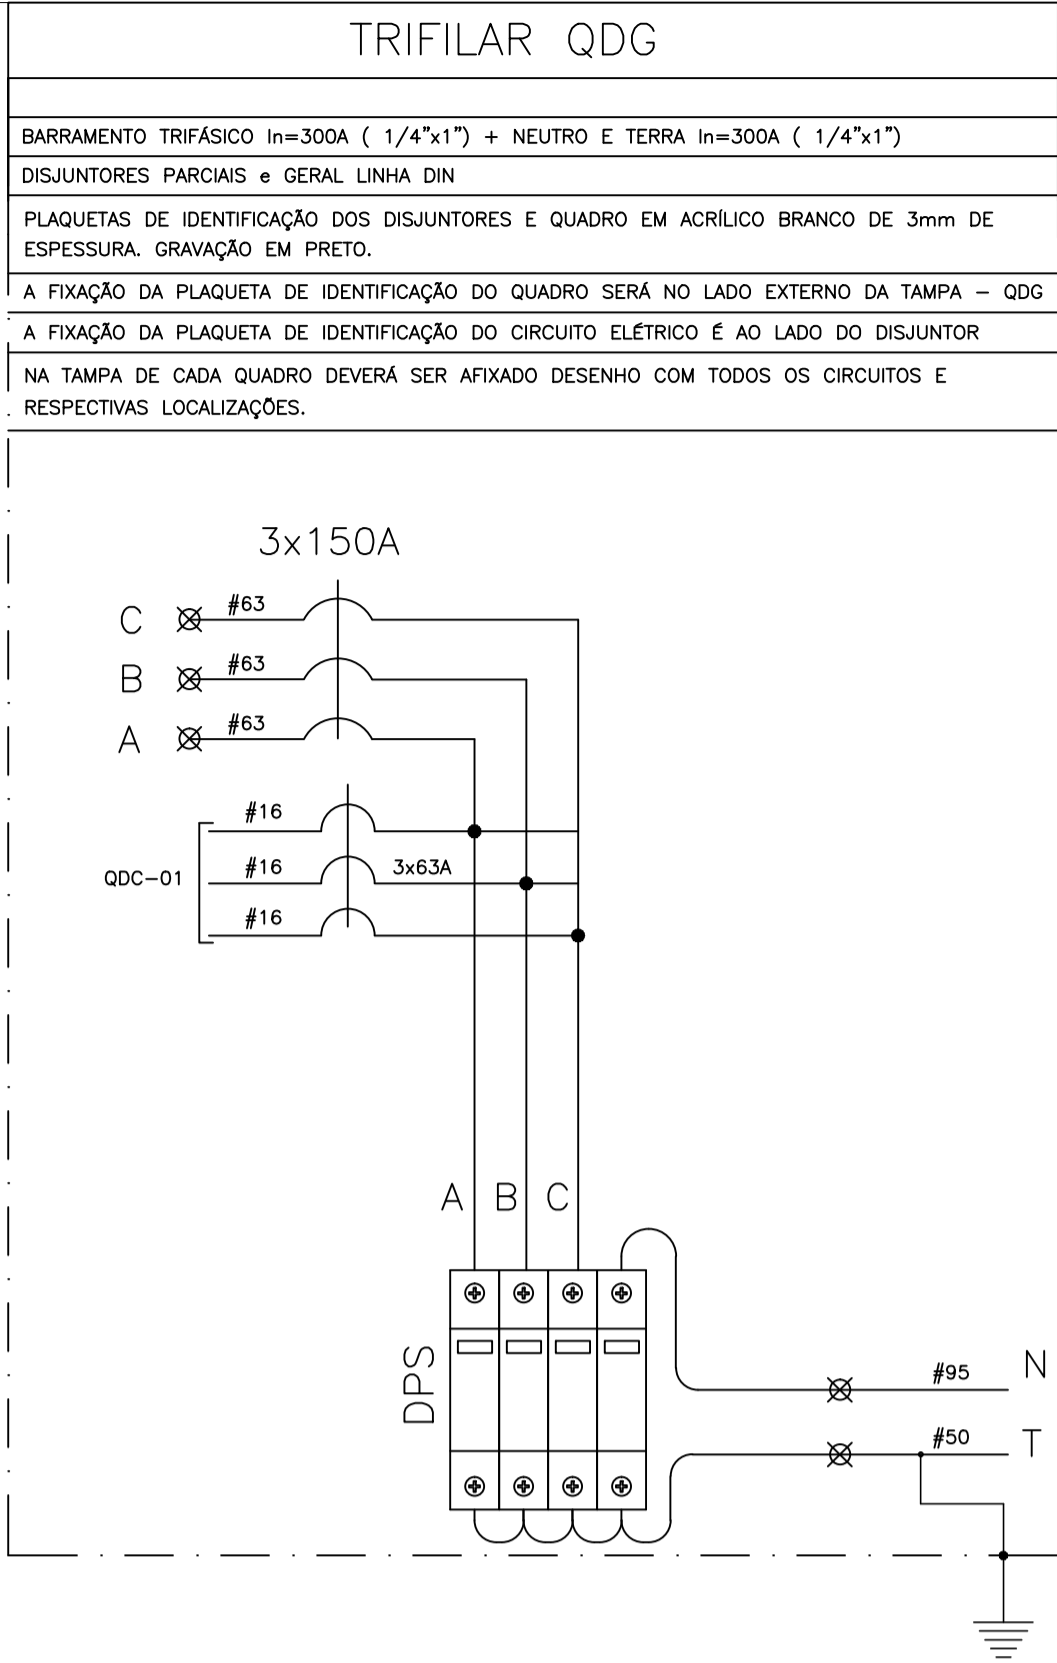 TRIFILAR QDG
BARRAMENTO TRIFÁSICO In=300A ( 1/4"x1") + NEUTRO E TERRA In=300A ( 1/4"x1")
DISJUNTORES PARCIAIS e GERAL LINHA DIN
PLAQUETAS DE IDENTIFICAÇÃO DOS DISJUNTORES E QUADRO EM ACRÍLICO BRANCO DE 3mm DE
ESPESSURA. GRAVAÇÃO EM PRETO.
A FIXAÇÃO DA PLAQUETA DE IDENTIFICAÇÃO DO QUADRO SERÁ NO LADO EXTERNO DA TAMPA – QDG
A FIXAÇÃO DA PLAQUETA DE IDENTIFICAÇÃO DO CIRCUITO ELÉTRICO É AO LADO DO DISJUNTOR
NA TAMPA DE CADA QUADRO DEVERÁ SER AFIXADO DESENHO COM TODOS OS CIRCUITOS E
RESPECTIVAS LOCALIZAÇÕES.
3x150A
C #63
B #63
A #63
#16
QDC-01 #16 3x63A
#16
A B C
DPS
#95 N
#50 T